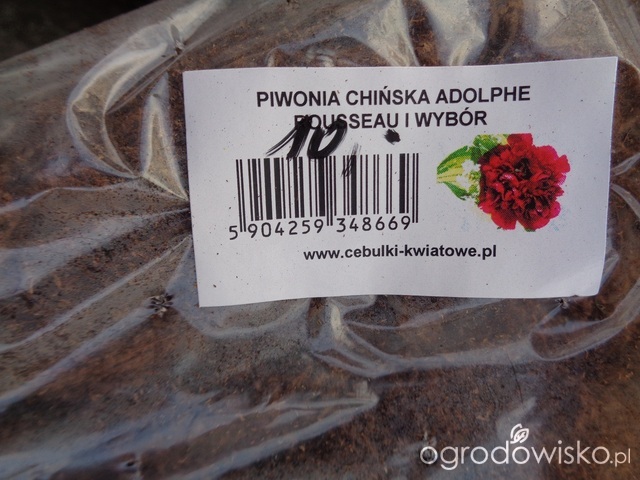 PIWONIA CHIŃSKA ADOLPHE
ROUSSEAU I WYBÓR
10,-
5 904259 348669
www.cebulki-kwiatowe.pl
ogrodowisko.pl